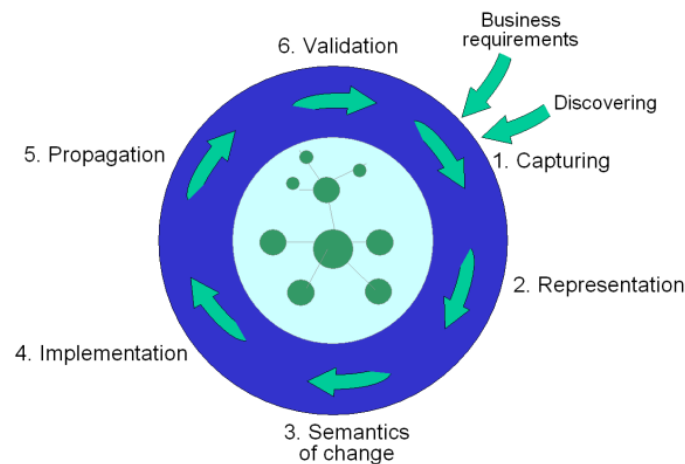 6. Validation
Business
requirements
Discovering
1. Capturing
5. Propagation
2. Representation
4. Implementation
3. Semantics
of change